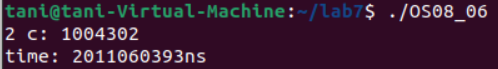 tani@tani-Virtual-Machine:~/lab7$ ./OS08_06
2 c: 1004302
time: 2011060393ns